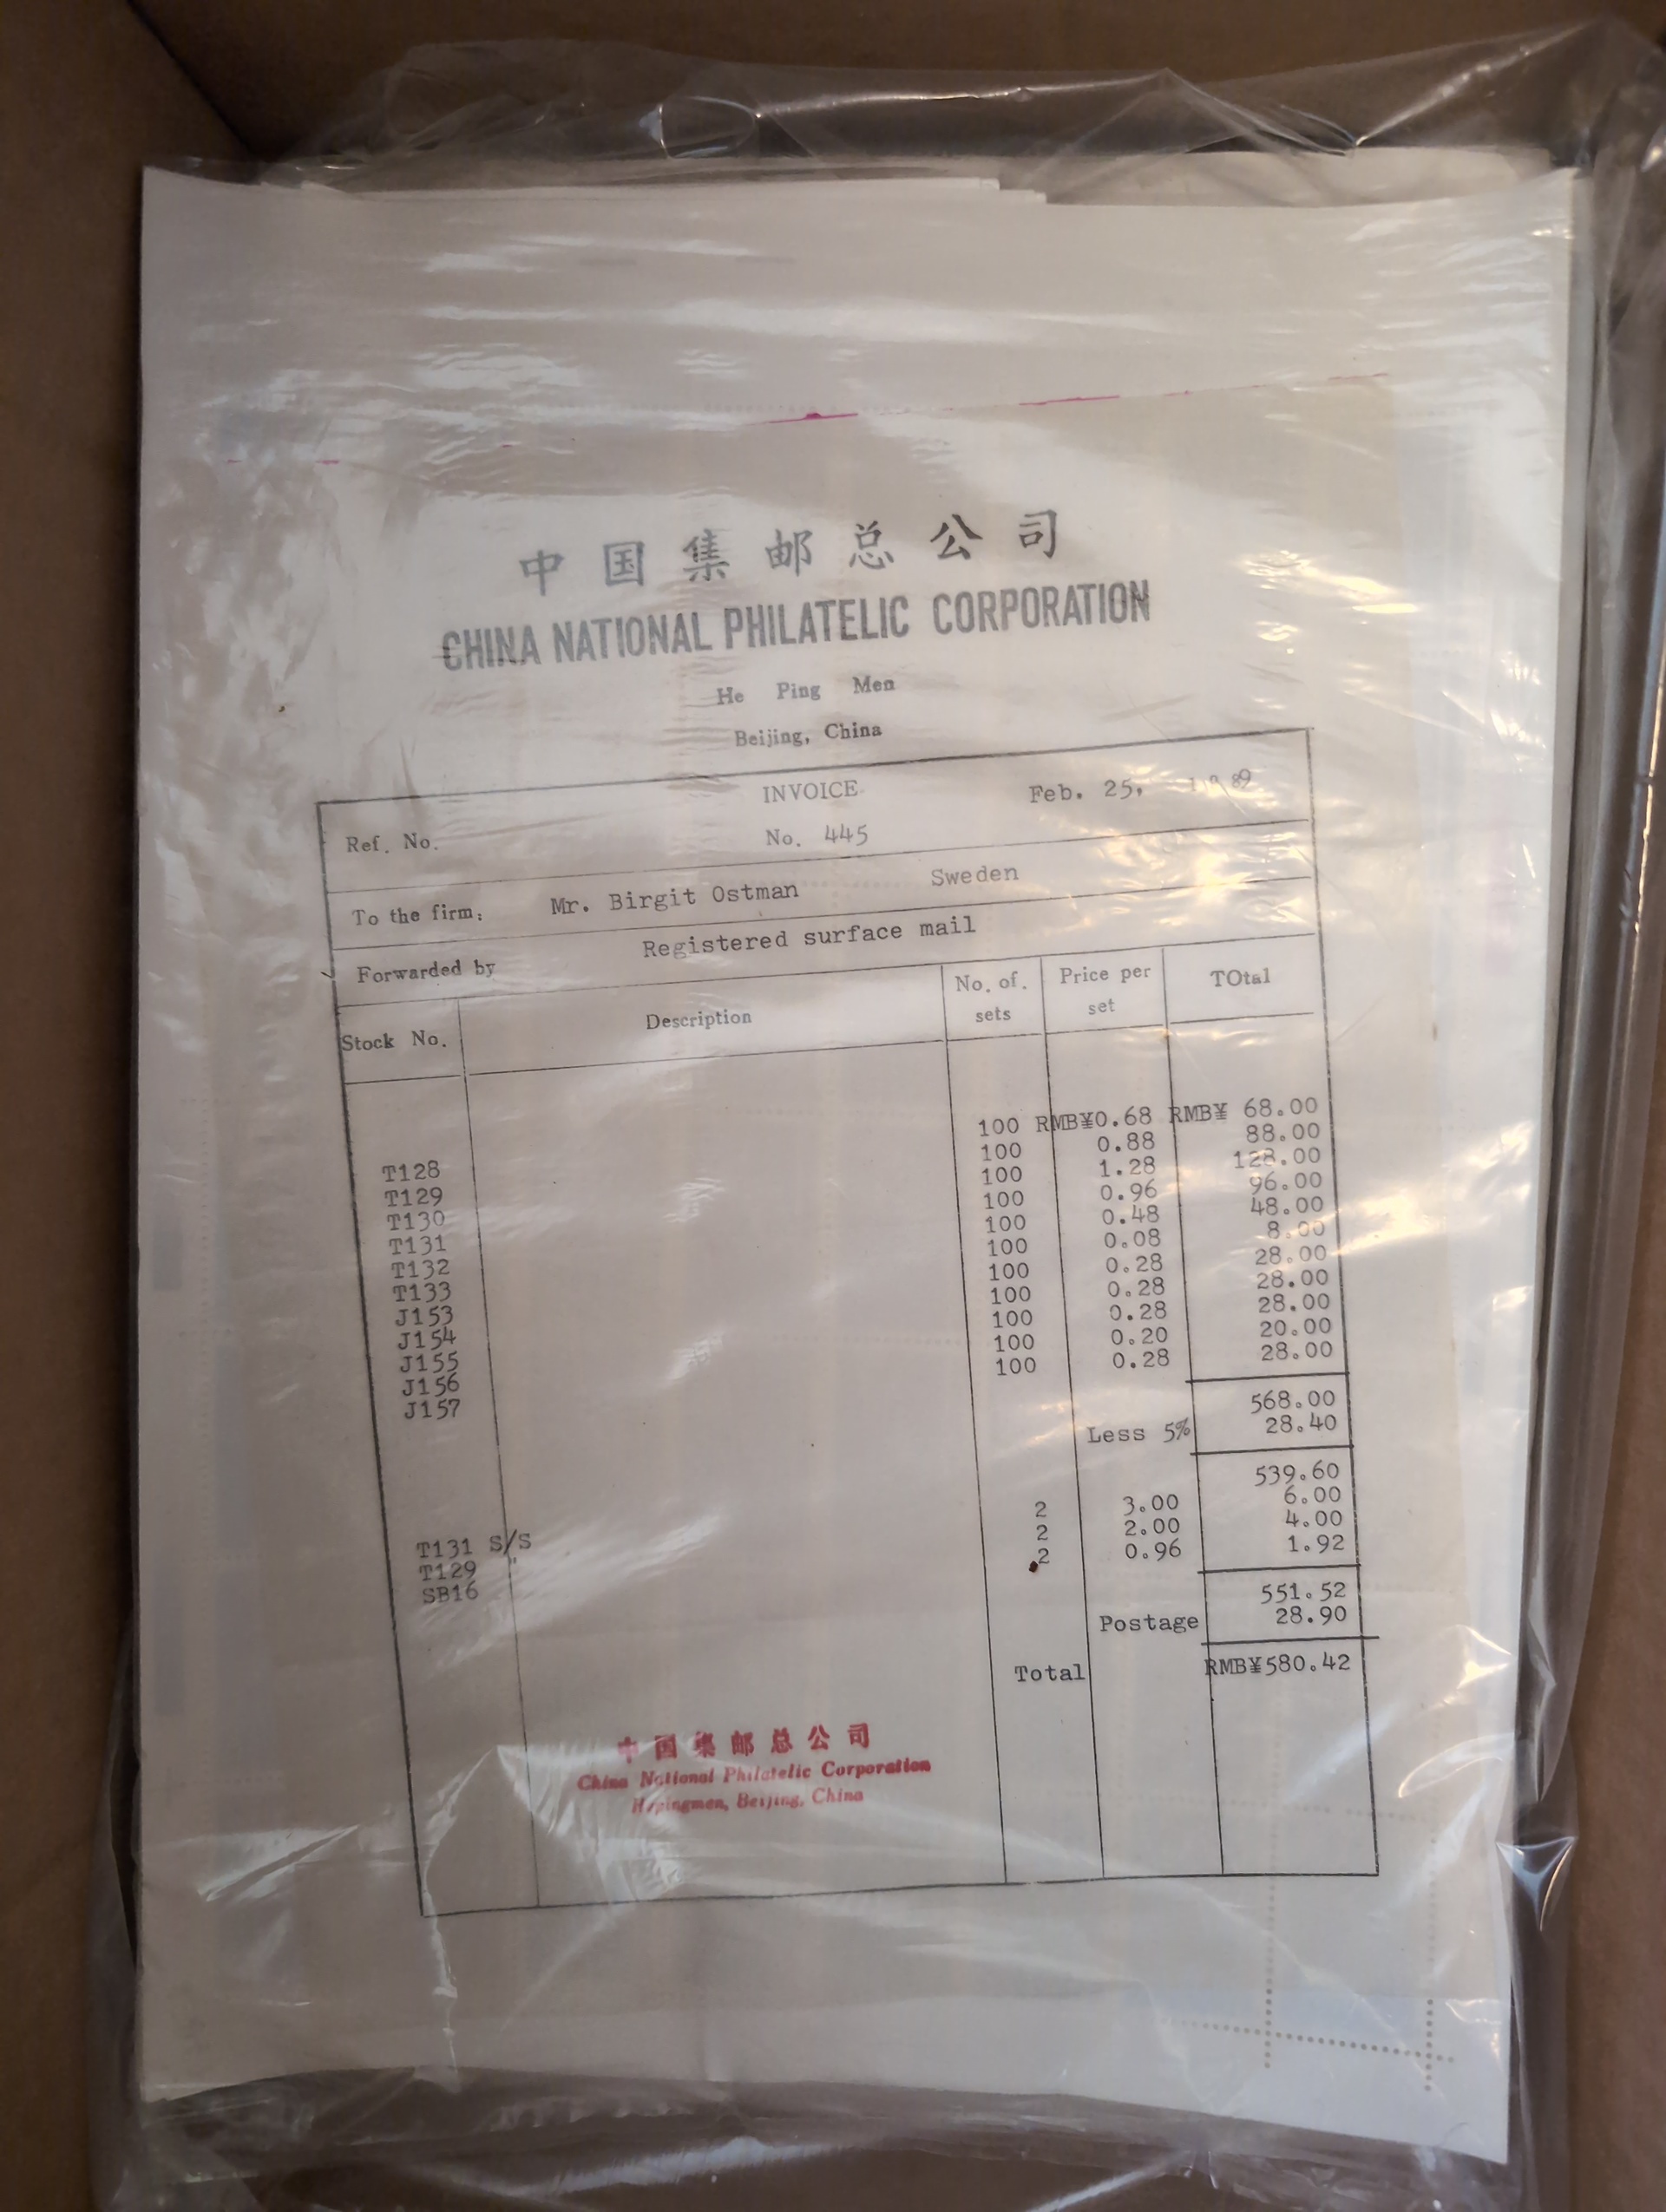 中国集邮总公司
CHINA NATIONAL PHILATELIC CORPORATION
He Ping Men
Beijing, China
INVOICE Feb. 25, 1989
Ref. No. No. 445
To the firm: Mr. Birgit Ostman Sweden
Forwarded by Registered surface mail
Stock No. Description No. of. sets Price per set TOtal
T128 100 RMB¥0.68 RMB¥ 68.00
T129 100 0.88 88.00
T130 100 1.28 128.00
T131 100 0.96 96.00
T132 100 0.48 48.00
T133 100 0.08 8.00
J153 100 0.28 28.00
J154 100 0.28 28.00
J155 100 0.28 28.00
J156 100 0.20 20.00
J157 100 0.28 28.00
568.00
Less 5% 28.40
539.60
T131 S/S 2 3.00 6.00
T129 " 2 2.00 4.00
SB16 2 0.96 1.92
551.52
Postage 28.90
Total RMB¥580.42
中国集邮总公司
China National Philatelic Corporation
Hepingmen, Beijing, China